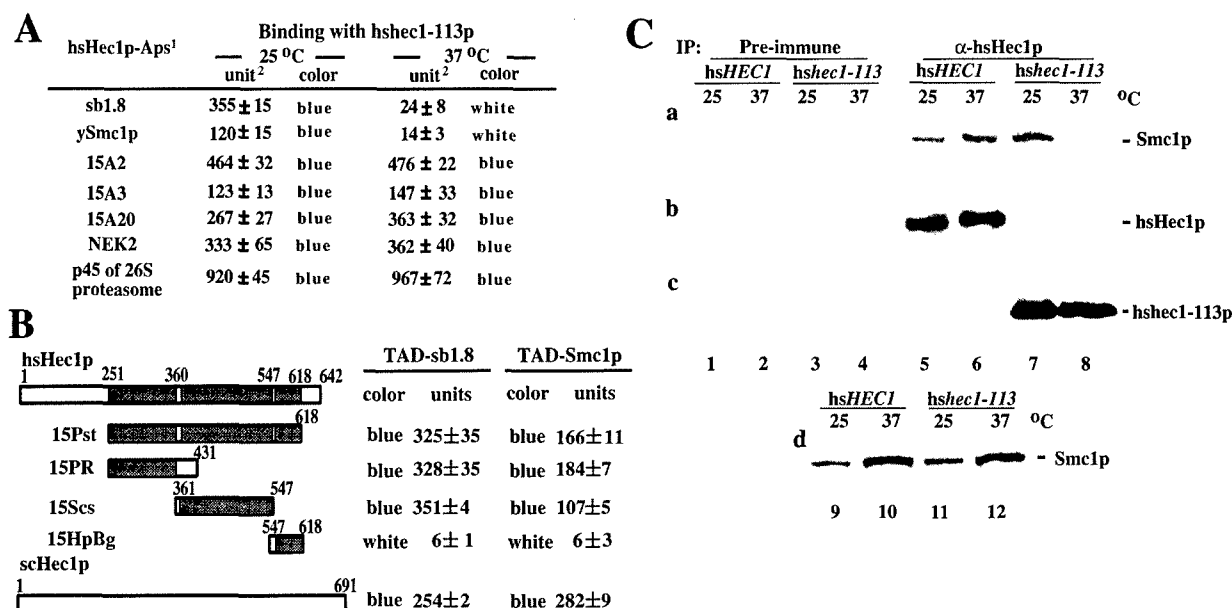 A
Binding with hshec1-113p
hsHec1p-Aps¹
25 °C 37 °C
unit² color unit² color
sb1.8 355 ± 15 blue 24 ± 8 white
ySmc1p 120 ± 15 blue 14 ± 3 white
15A2 464 ± 32 blue 476 ± 22 blue
15A3 123 ± 13 blue 147 ± 33 blue
15A20 267 ± 27 blue 363 ± 32 blue
NEK2 333 ± 65 blue 362 ± 40 blue
p45 of 26S
proteasome 920 ± 45 blue 967 ± 72 blue
B
hsHec1p
1 251 360 547 618 642
TAD-sb1.8 TAD-Smc1p
color units color units
618
15Pst blue 325±35 blue 166±11
431
15PR blue 328±35 blue 184±7
361 547
15Scs blue 351±4 blue 107±5
547 618
15HpBg white 6±1 white 6±3
scHec1p
1 691
blue 254±2 blue 282±9
C
IP: Pre-immune α-hsHec1p
hsHEC1 hshec1-113 hsHEC1 hshec1-113
25 37 25 37 25 37 25 37 °C
a
- Smc1p
b
- hsHec1p
c
- hshec1-113p
1 2 3 4 5 6 7 8
hsHEC1 hshec1-113
25 37 25 37 °C
d
- Smc1p
9 10 11 12